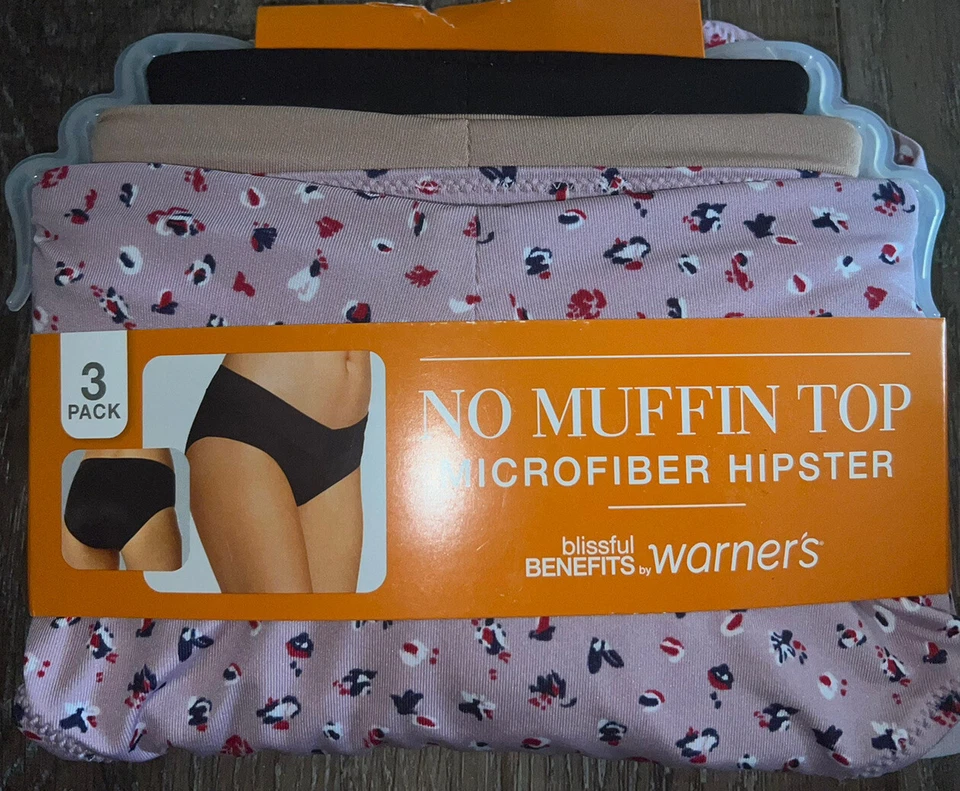 3
PACK
NO MUFFIN TOP
MICROFIBER HIPSTER
blissful
BENEFITS by warner's